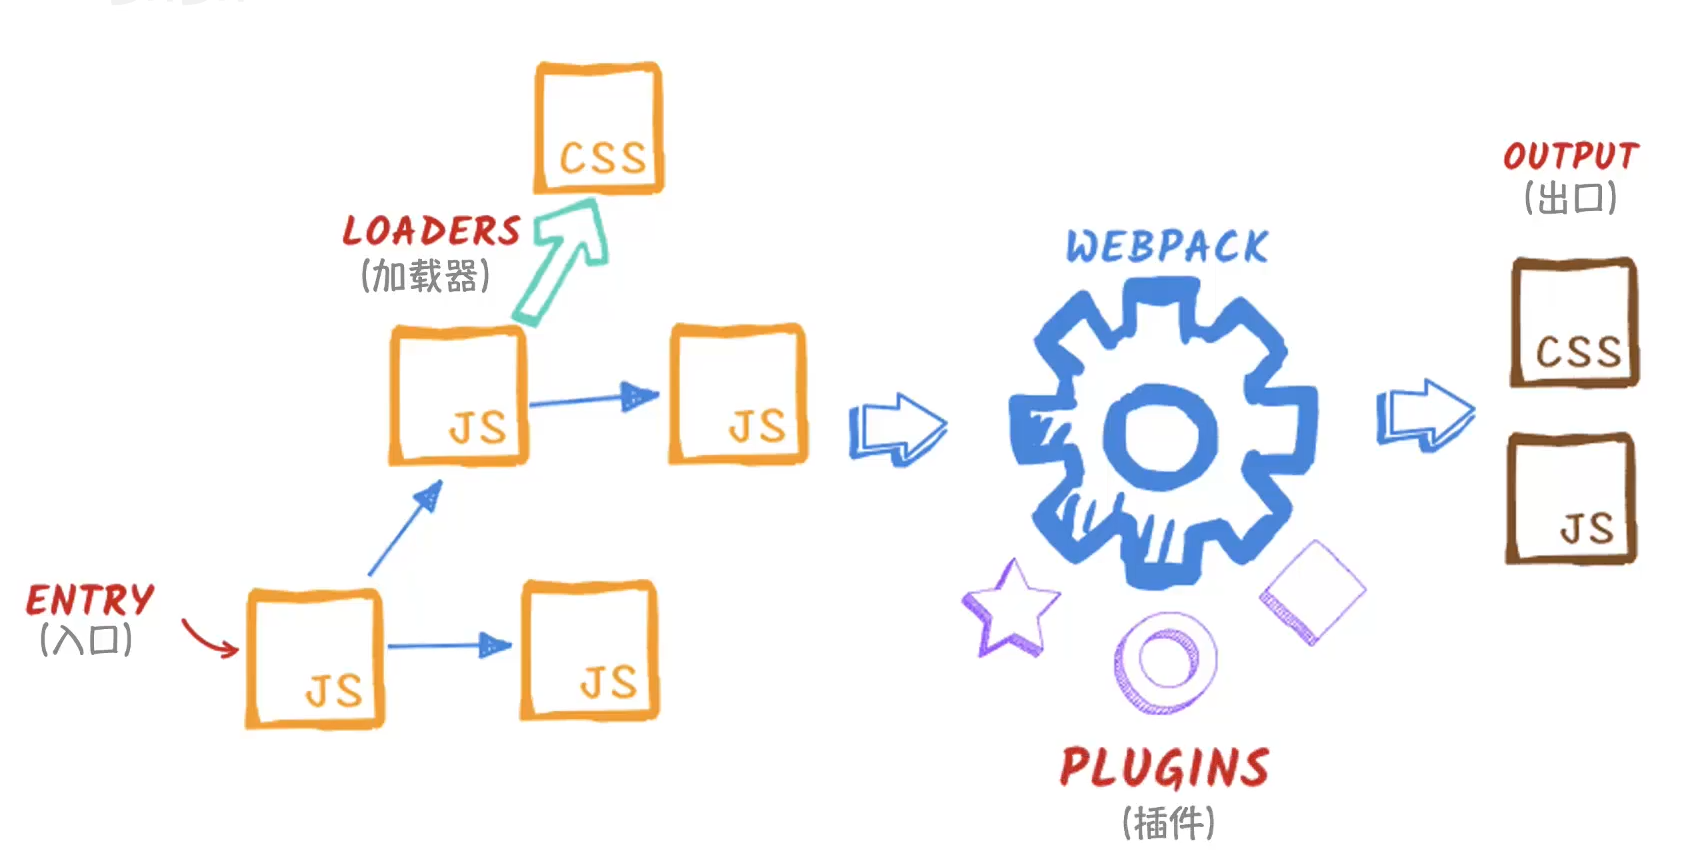 CSS
LOADERS
(加载器)
JS
JS
ENTRY
(入口)
JS
JS
WEBPACK
PLUGINS
(插件)
OUTPUT
(出口)
CSS
JS